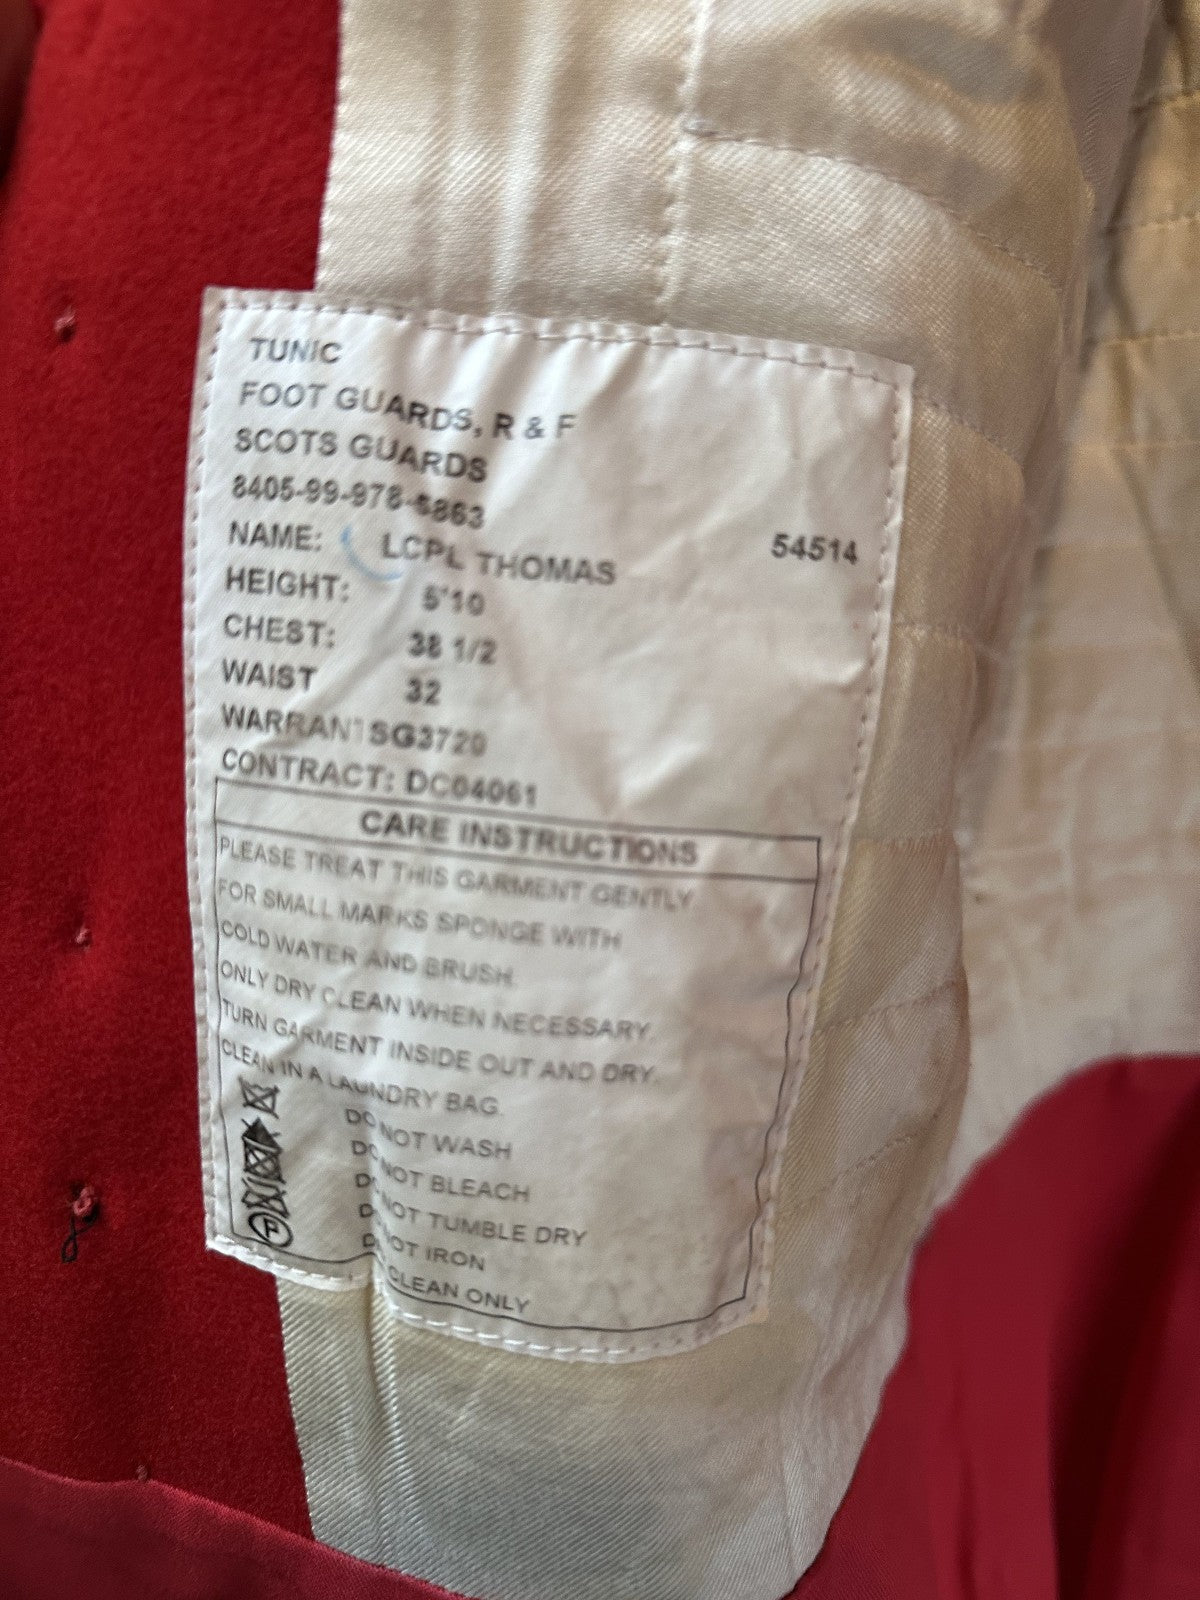 TUNIC
FOOT GUARDS, R & F
SCOTS GUARDS
8405-99-978-5863
NAME: LCPL THOMAS 54514
HEIGHT: 5'10
CHEST: 38 1/2
WAIST 32
WARRANT SG3720
CONTRACT: DC04061
CARE INSTRUCTIONS
PLEASE TREAT THIS GARMENT GENTLY
FOR SMALL MARKS SPONGE WITH
COLD WATER AND BRUSH.
ONLY DRY CLEAN WHEN NECESSARY.
TURN GARMENT INSIDE OUT AND DRY.
CLEAN IN A LAUNDRY BAG.
DO NOT WASH
DO NOT BLEACH
DO NOT TUMBLE DRY
DO NOT IRON
CLEAN ONLY